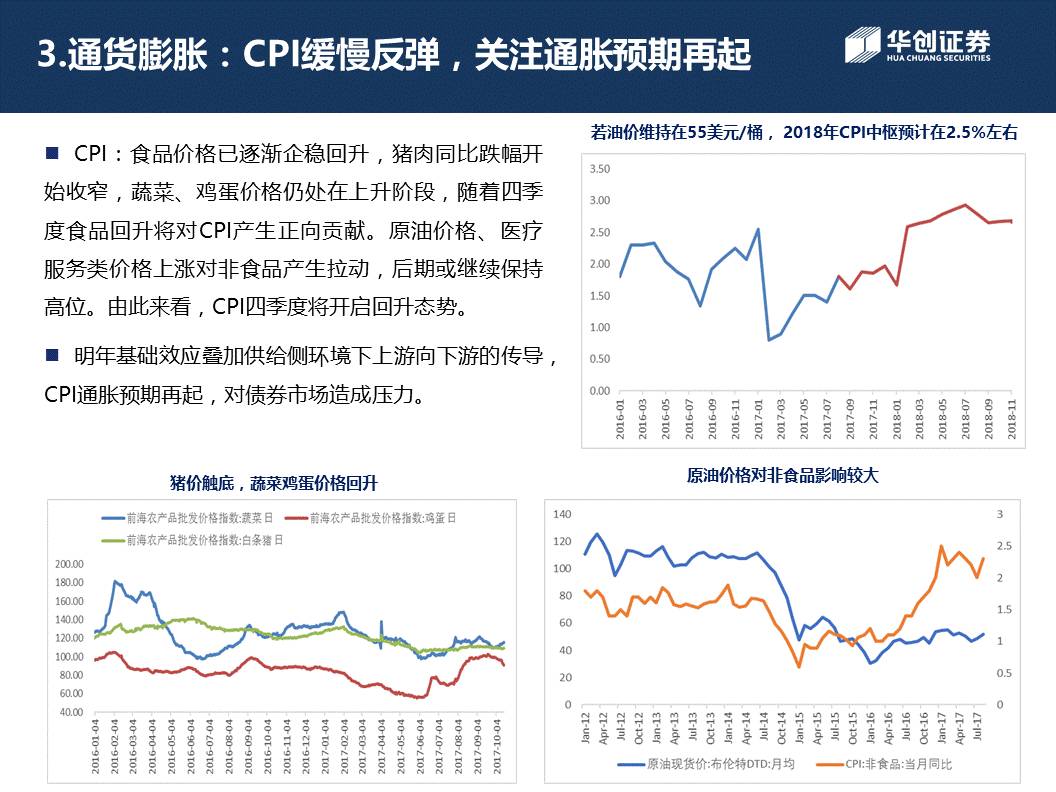 3.通货膨胀：CPI缓慢反弹，关注通胀预期再起
华创证券
HUA CHUANG SECURITIES
■ CPI：食品价格已逐渐企稳回升，猪肉同比跌幅开
始收窄，蔬菜、鸡蛋价格仍处在上升阶段，随着四季
度食品回升将对CPI产生正向贡献。原油价格、医疗
服务类价格上涨对非食品产生拉动，后期或继续保持
高位。由此来看，CPI四季度将开启回升态势。
■ 明年基础效应叠加供给侧环境下上游向下游的传导，
CPI通胀预期再起，对债券市场造成压力。
若油价维持在55美元/桶， 2018年CPI中枢预计在2.5%左右
3.50
3.00
2.50
2.00
1.50
1.00
0.50
0.00
2016-01
2016-03
2016-05
2016-07
2016-09
2016-11
2017-01
2017-03
2017-05
2017-07
2017-09
2017-11
2018-01
2018-03
2018-05
2018-07
2018-09
2018-11
猪价触底，蔬菜鸡蛋价格回升
前海农产品批发价格指数:蔬菜 日
前海农产品批发价格指数:鸡蛋 日
前海农产品批发价格指数:白条猪 日
200.00
180.00
160.00
140.00
120.00
100.00
80.00
60.00
40.00
2016-01-04
2016-02-04
2016-03-04
2016-04-04
2016-05-04
2016-06-04
2016-07-04
2016-08-04
2016-09-04
2016-10-04
2016-11-04
2016-12-04
2017-01-04
2017-02-04
2017-03-04
2017-04-04
2017-05-04
2017-06-04
2017-07-04
2017-08-04
2017-09-04
2017-10-04
原油价格对非食品影响较大
140
120
100
80
60
40
20
0
3
2.5
2
1.5
1
0.5
0
Jan-12
Apr-12
Jul-12
Oct-12
Jan-13
Apr-13
Jul-13
Oct-13
Jan-14
Apr-14
Jul-14
Oct-14
Jan-15
Apr-15
Jul-15
Oct-15
Jan-16
Apr-16
Jul-16
Oct-16
Jan-17
Apr-17
Jul-17
原油现货价:布伦特DTD:月均
CPI:非食品:当月同比